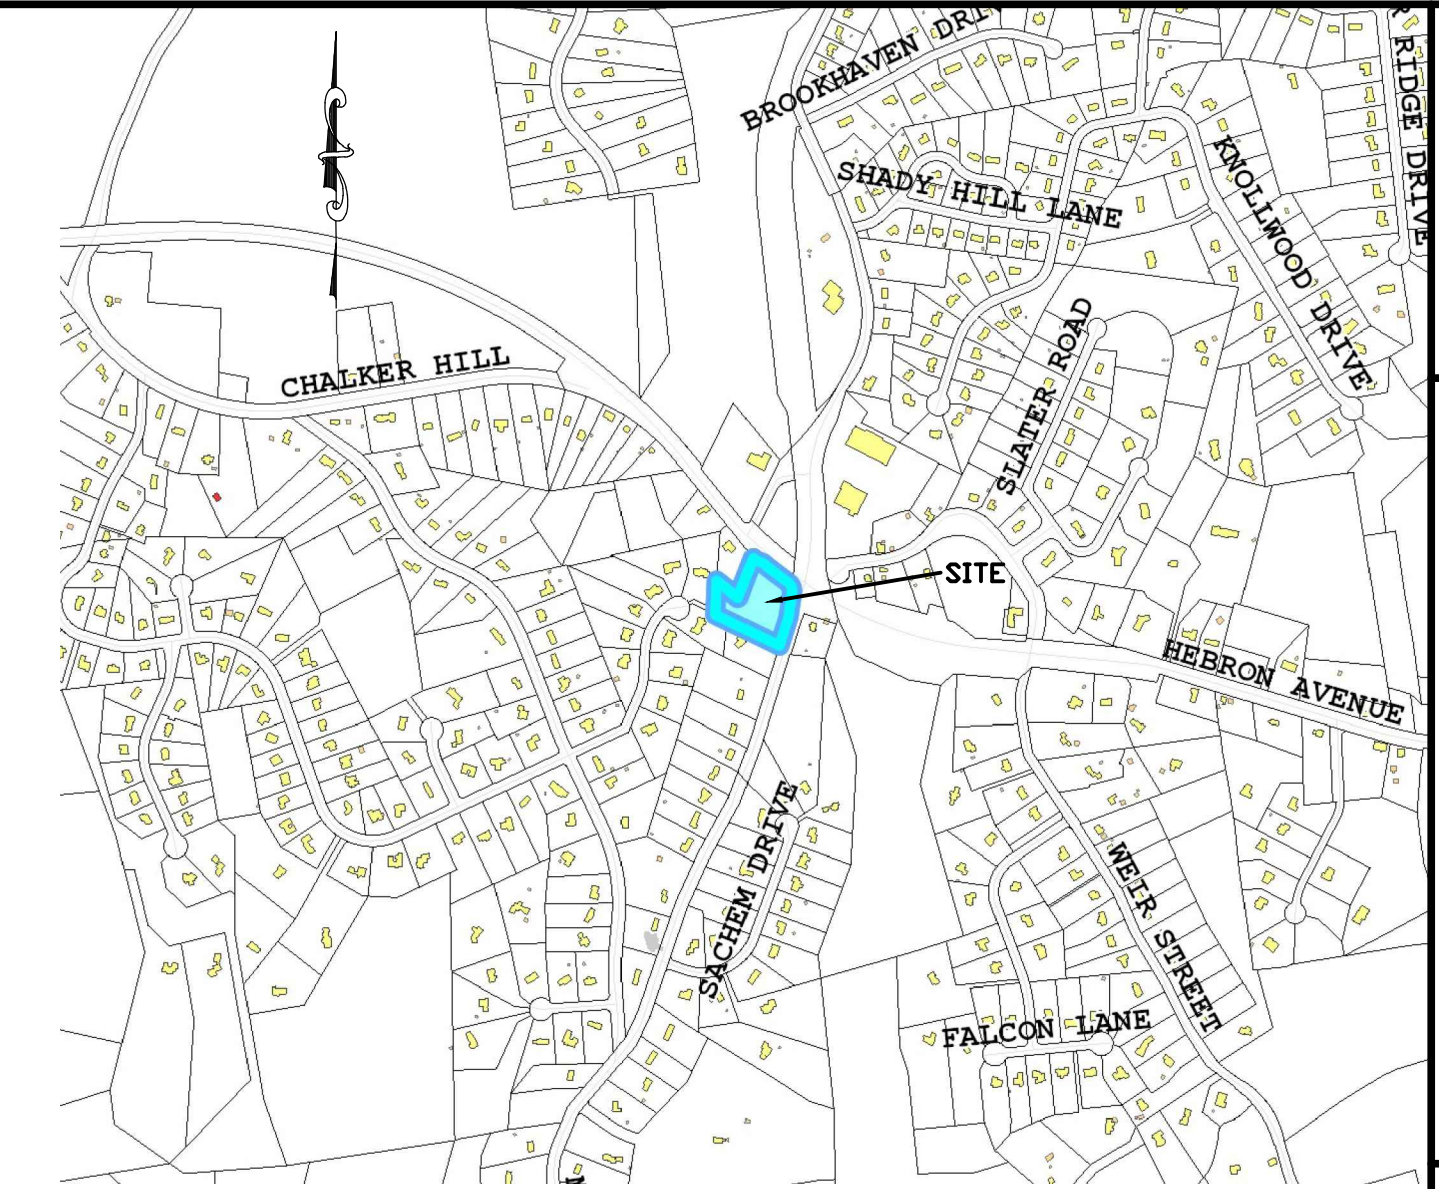 BROOKHAVEN
SHADY HILL LANE
KNOLLWOOD DRIVE
RIDGE DRIVE
SLATER ROAD
CHALKER HILL
SITE
HEBRON AVENUE
SACHEM DRIVE
WEIR STREET
FALCON LANE